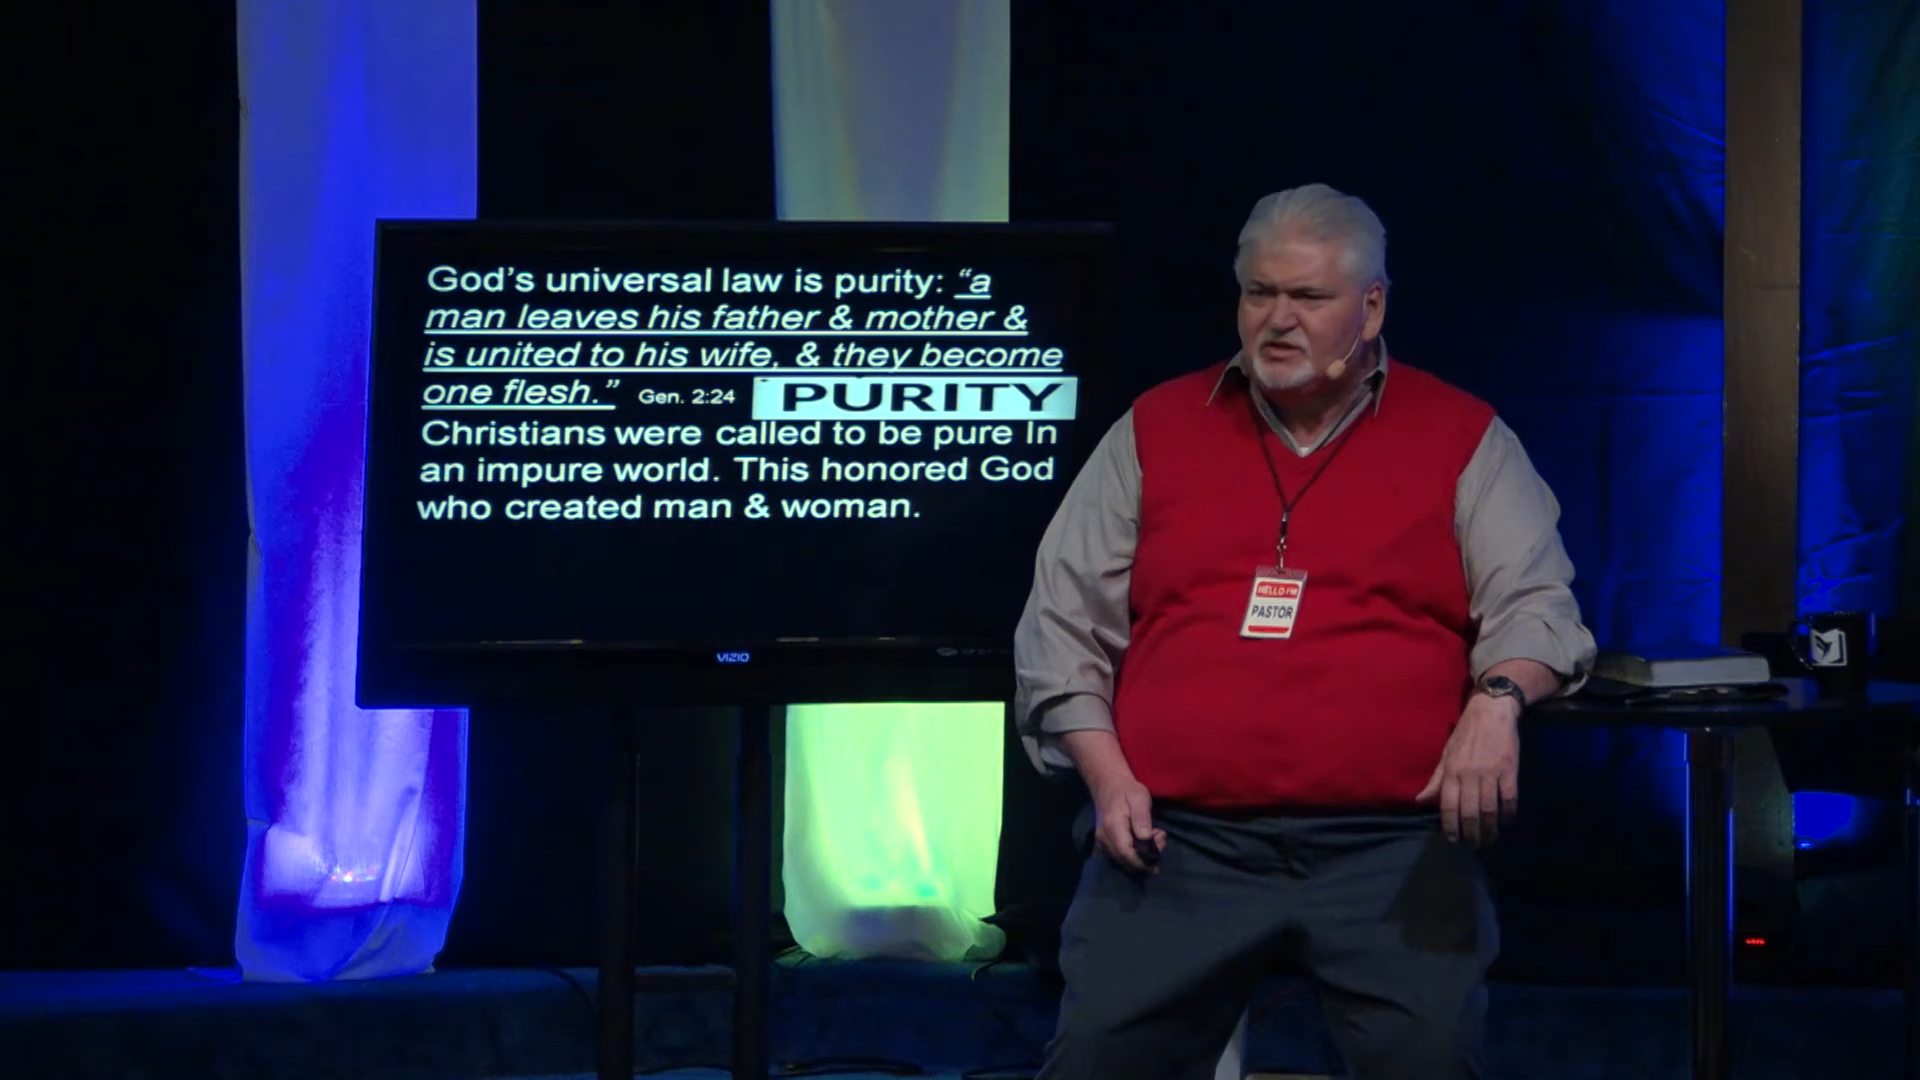 God’s universal law is purity: “a
man leaves his father & mother &
is united to his wife, & they become
one flesh.” Gen. 2:24 PURITY
Christians were called to be pure In
an impure world. This honored God
who created man & woman.
VIZIO
HELLO I'M
PASTOR